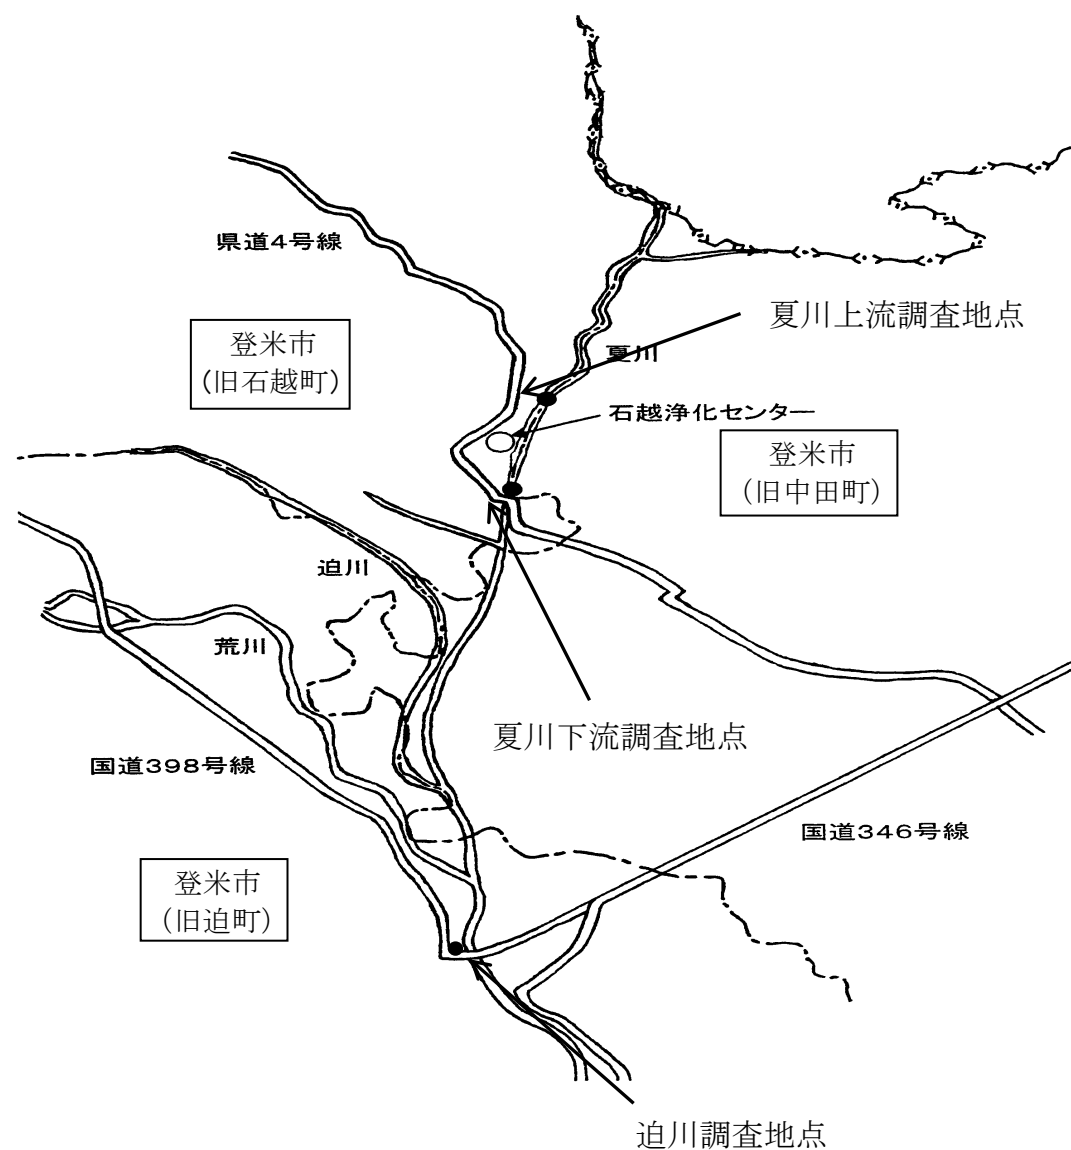 県道4号線
夏川上流調査地点
登米市
(旧石越町)
夏川
石越浄化センター
登米市
(旧中田町)
迫川
荒川
夏川下流調査地点
国道398号線
国道346号線
登米市
(旧迫町)
迫川調査地点